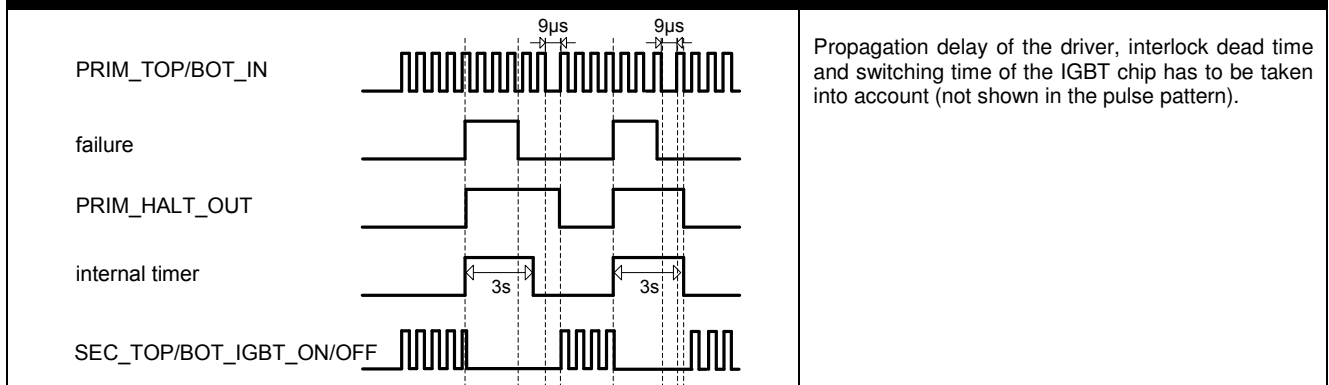 9µs 9µs
PRIM_TOP/BOT_IN
failure
PRIM_HALT_OUT
internal timer
3s 3s
SEC_TOP/BOT_IGBT_ON/OFF
Propagation delay of the driver, interlock dead time
and switching time of the IGBT chip has to be taken
into account (not shown in the pulse pattern).